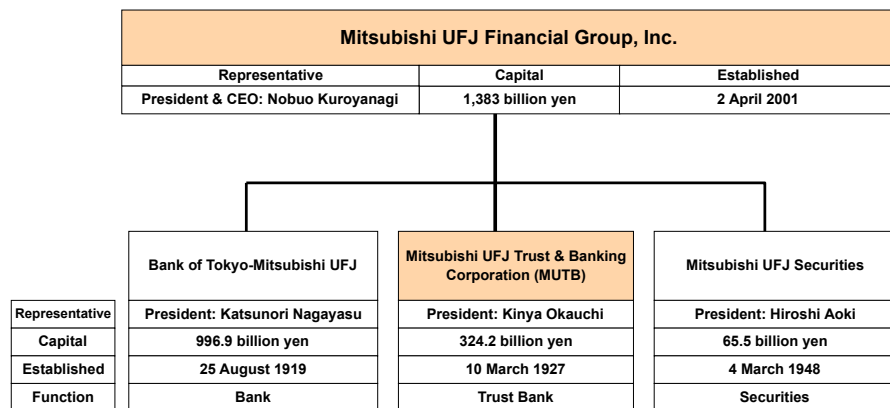 Mitsubishi UFJ Financial Group, Inc.
Representative Capital Established
President & CEO: Nobuo Kuroyanagi 1,383 billion yen 2 April 2001
Bank of Tokyo-Mitsubishi UFJ
Mitsubishi UFJ Trust & Banking
Corporation (MUTB)
Mitsubishi UFJ Securities
Representative President: Katsunori Nagayasu President: Kinya Okauchi President: Hiroshi Aoki
Capital 996.9 billion yen 324.2 billion yen 65.5 billion yen
Established 25 August 1919 10 March 1927 4 March 1948
Function Bank Trust Bank Securities